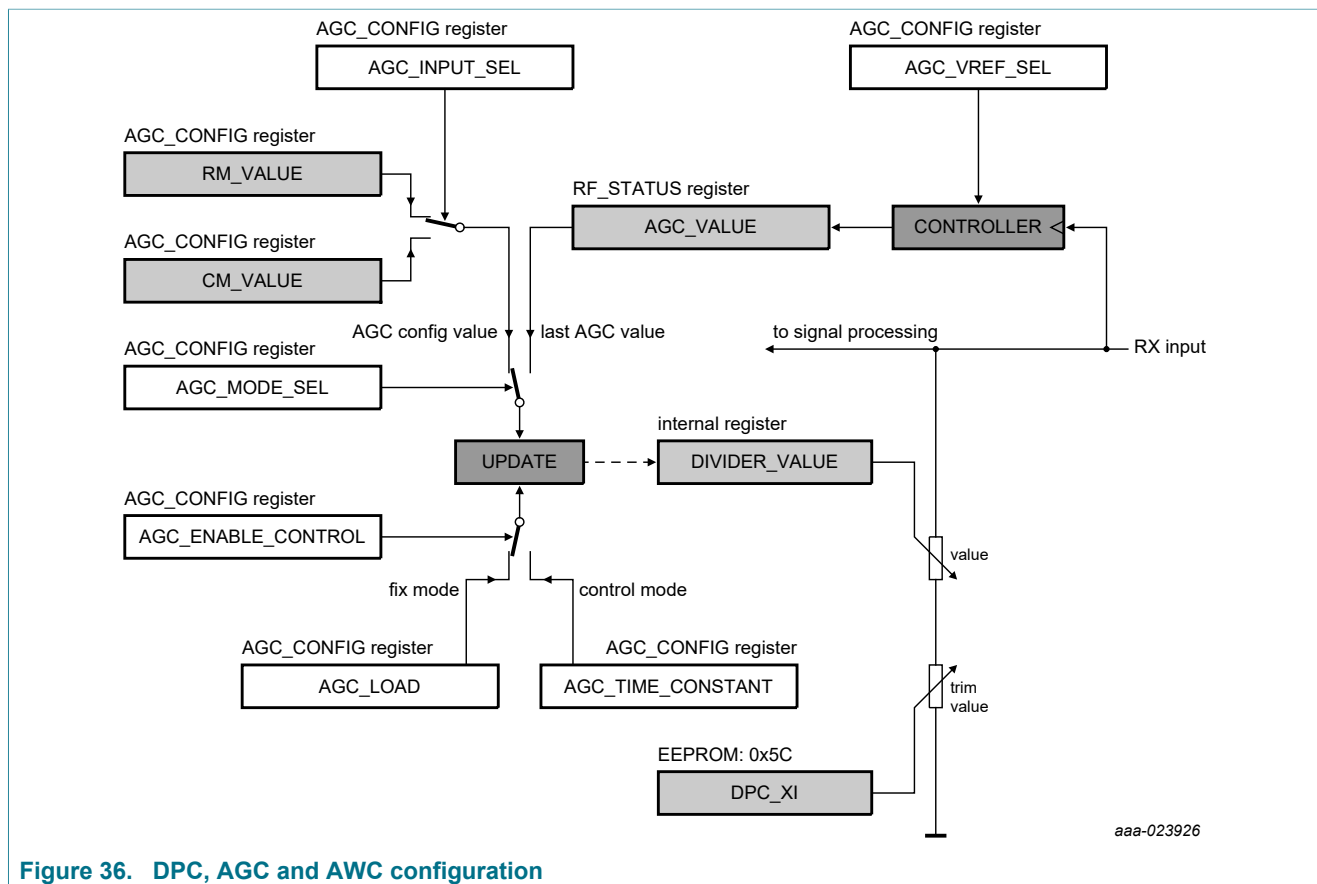 AGC_CONFIG register
AGC_INPUT_SEL
AGC_CONFIG register
AGC_VREF_SEL
AGC_CONFIG register
RM_VALUE
RF_STATUS register
AGC_VALUE
CONTROLLER
AGC_CONFIG register
CM_VALUE
AGC config value
last AGC value
to signal processing
RX input
AGC_CONFIG register
AGC_MODE_SEL
UPDATE
internal register
DIVIDER_VALUE
AGC_CONFIG register
AGC_ENABLE_CONTROL
value
fix mode
control mode
AGC_CONFIG register
AGC_LOAD
AGC_CONFIG register
AGC_TIME_CONSTANT
trim
value
EEPROM: 0x5C
DPC_XI
aaa-023926
Figure 36. DPC, AGC and AWC configuration